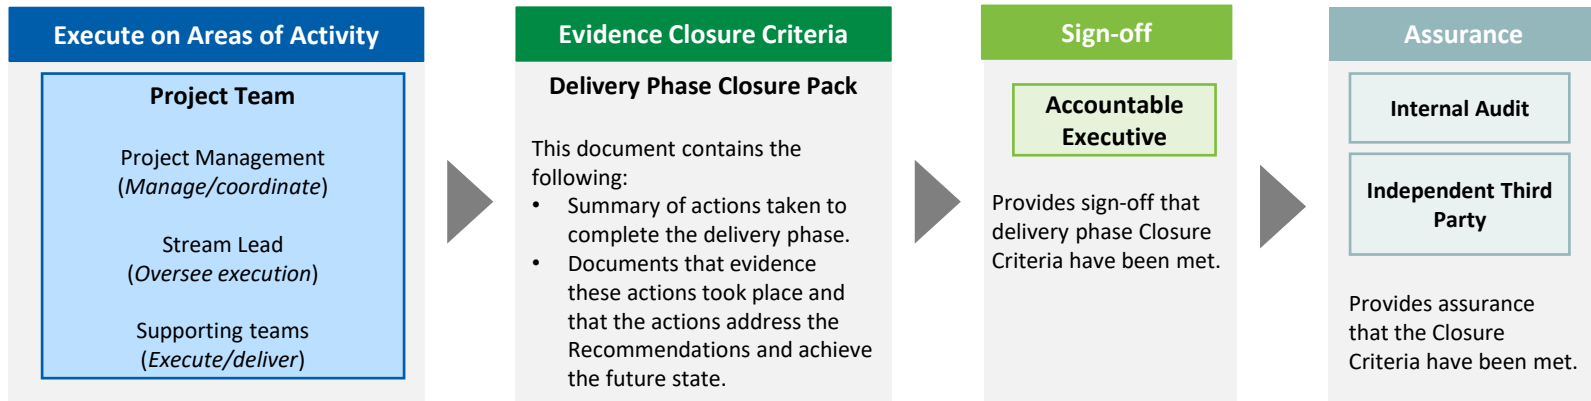 Execute on Areas of Activity
Project Team
Project Management
(Manage/coordinate)
Stream Lead
(Oversee execution)
Supporting teams
(Execute/deliver)
Evidence Closure Criteria
Delivery Phase Closure Pack
This document contains the
following:
• Summary of actions taken to
complete the delivery phase.
• Documents that evidence
these actions took place and
that the actions address the
Recommendations and achieve
the future state.
Sign-off
Accountable
Executive
Provides sign-off that
delivery phase Closure
Criteria have been met.
Assurance
Internal Audit
Independent Third
Party
Provides assurance
that the Closure
Criteria have been met.